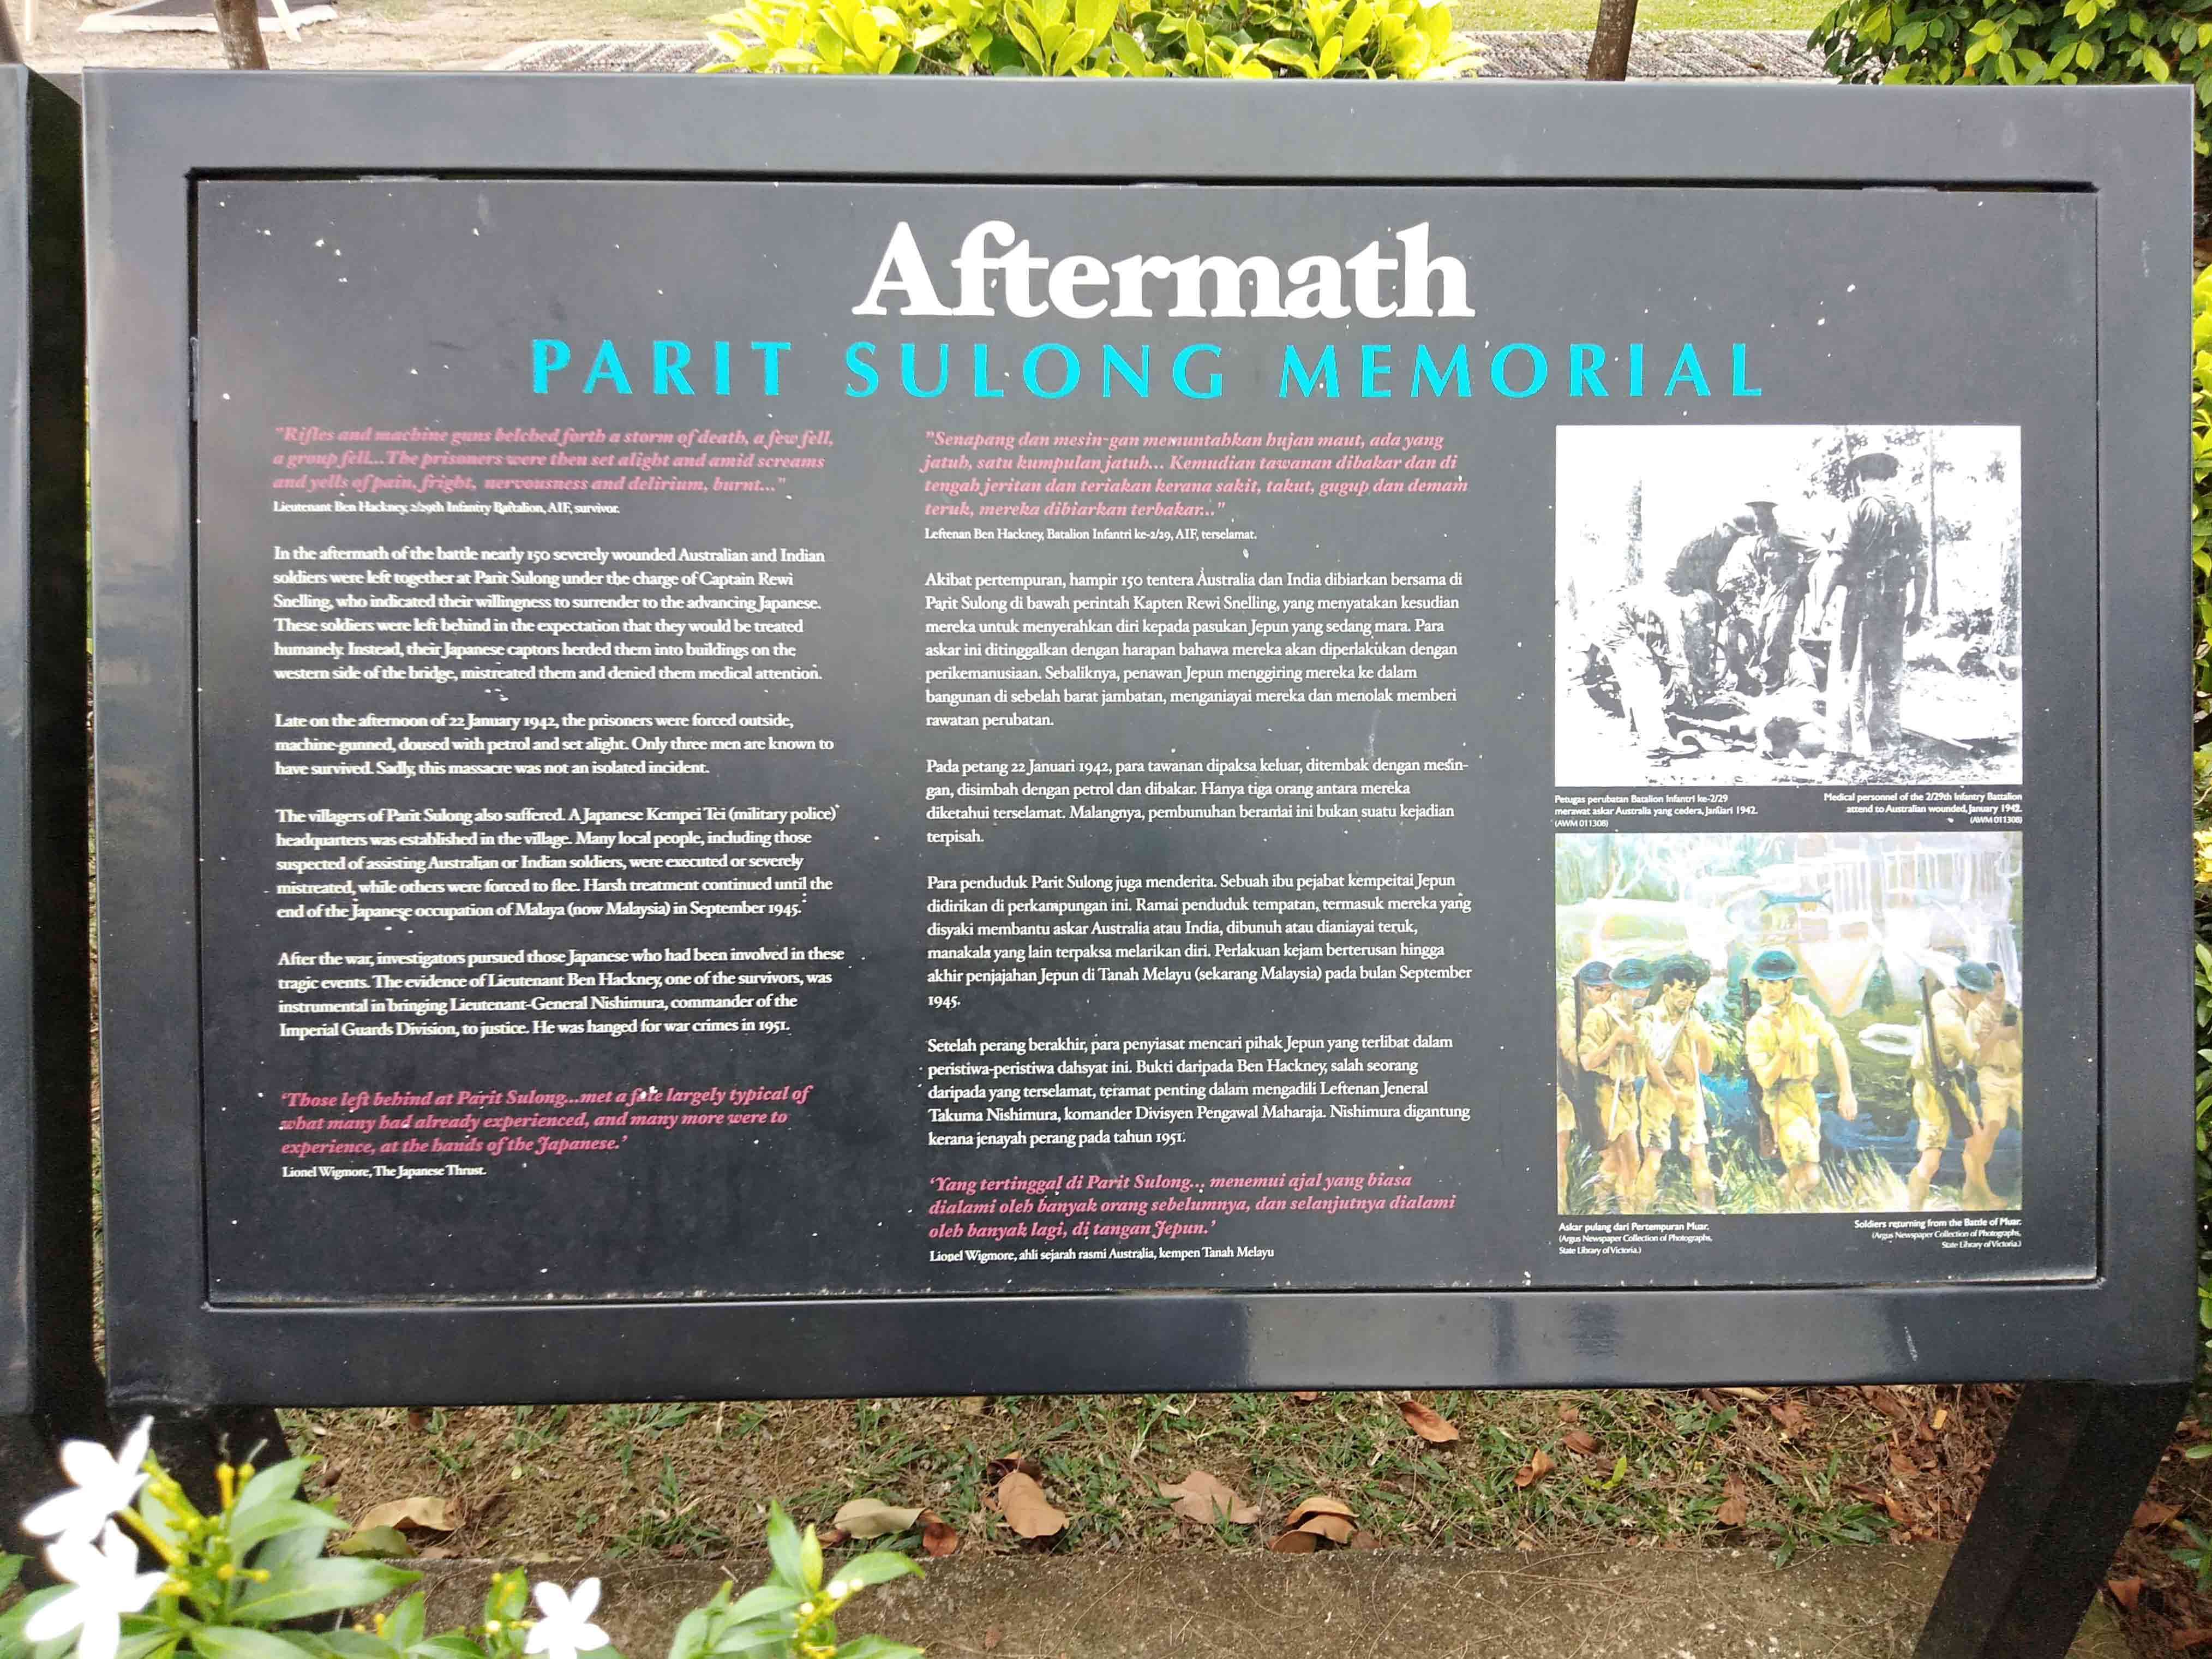 Aftermath
PARIT SULONG MEMORIAL
"Rifles and machine guns belched forth a storm of death, a few fell,
a group fell...The prisoners were then set alight and amid screams
and yells of pain, fright, nervousness and delirium, burnt..."
Lieutenant Ben Hackney, 2/29th Infantry Battalion, AIF, survivor.
In the aftermath of the battle nearly 150 severely wounded Australian and Indian
soldiers were left together at Parit Sulong under the charge of Captain Rewi
Snelling, who indicated their willingness to surrender to the advancing Japanese.
These soldiers were left behind in the expectation that they would be treated
humanely. Instead, their Japanese captors herded them into buildings on the
western side of the bridge, mistreated them and denied them medical attention.
Late on the afternoon of 22 January 1942, the prisoners were forced outside,
machine-gunned, doused with petrol and set alight. Only three men are known to
have survived. Sadly, this massacre was not an isolated incident.
The villagers of Parit Sulong also suffered. A Japanese Kempei Tei (military police)
headquarters was established in the village. Many local people, including those
suspected of assisting Australian or Indian soldiers, were executed or severely
mistreated, while others were forced to flee. Harsh treatment continued until the
end of the Japanese occupation of Malaya (now Malaysia) in September 1945.
After the war, investigators pursued those Japanese who had been involved in these
tragic events. The evidence of Lieutenant Ben Hackney, one of the survivors, was
instrumental in bringing Lieutenant-General Nishimura, commander of the
Imperial Guards Division, to justice. He was hanged for war crimes in 1951.
'Those left behind at Parit Sulong...met a fate largely typical of
what many had already experienced, and many more were to
experience, at the hands of the Japanese.'
Lionel Wigmore, The Japanese Thrust.
"Senapang dan mesin-gan memuntahkan hujan maut, ada yang
jatuh, satu kumpulan jatuh... Kemudian tawanan dibakar dan di
tengah jeritan dan teriakan kerana sakit, takut, gugup dan demam
teruk, mereka dibiarkan terbakar..."
Leftenan Ben Hackney, Batalion Infantri ke-2/29, AIF, terselamat.
Akibat pertempuran, hampir 150 tentera Australia dan India dibiarkan bersama di
Parit Sulong di bawah perintah Kapten Rewi Snelling, yang menyatakan kesudian
mereka untuk menyerahkan diri kepada pasukan Jepun yang sedang mara. Para
askar ini ditinggalkan dengan harapan bahawa mereka akan diperlakukan dengan
perikemanusiaan. Sebaliknya, penawan Jepun menggiring mereka ke dalam
bangunan di sebelah barat jambatan, menganiayai mereka dan menolak memberi
rawatan perubatan.
Pada petang 22 Januari 1942, para tawanan dipaksa keluar, ditembak dengan mesin-
gan, disimbah dengan petrol dan dibakar. Hanya tiga orang antara mereka
diketahui terselamat. Malangnya, pembunuhan beramai ini bukan suatu kejadian
terpisah.
Para penduduk Parit Sulong juga menderita. Sebuah ibu pejabat kempeitai Jepun
didirikan di perkampungan ini. Ramai penduduk tempatan, termasuk mereka yang
disyaki membantu askar Australia atau India, dibunuh atau dianiayai teruk,
manakala yang lain terpaksa melarikan diri. Perlakuan kejam berterusan hingga
akhir penjajahan Jepun di Tanah Melayu (sekarang Malaysia) pada bulan September
1945.
Setelah perang berakhir, para penyiasat mencari pihak Jepun yang terlibat dalam
peristiwa-peristiwa dahsyat ini. Bukti daripada Ben Hackney, salah seorang
daripada yang terselamat, teramat penting dalam mengadili Leftenan Jeneral
Takuma Nishimura, komander Divisyen Pengawal Maharaja. Nishimura digantung
kerana jenayah perang pada tahun 1951.
'Yang tertinggal di Parit Sulong... menemui ajal yang biasa
dialami oleh banyak orang sebelumnya, dan selanjutnya dialami
oleh banyak lagi, di tangan Jepun.'
Lionel Wigmore, ahli sejarah rasmi Australia, kempen Tanah Melayu
Petugas perubatan Batalion Infantri ke-2/29
merawat askar Australia yang cedera, Januari 1942.
(AWM 011308)
Medical personnel of the 2/29th Infantry Battalion
attend to Australian wounded, January 1942.
(AWM 011308)
Askar pulang dari Pertempuran Muar.
(Argus Newspaper Collection of Photographs,
State Library of Victoria.)
Soldiers returning from the Battle of Muar.
(Argus Newspaper Collection of Photographs,
State Library of Victoria.)